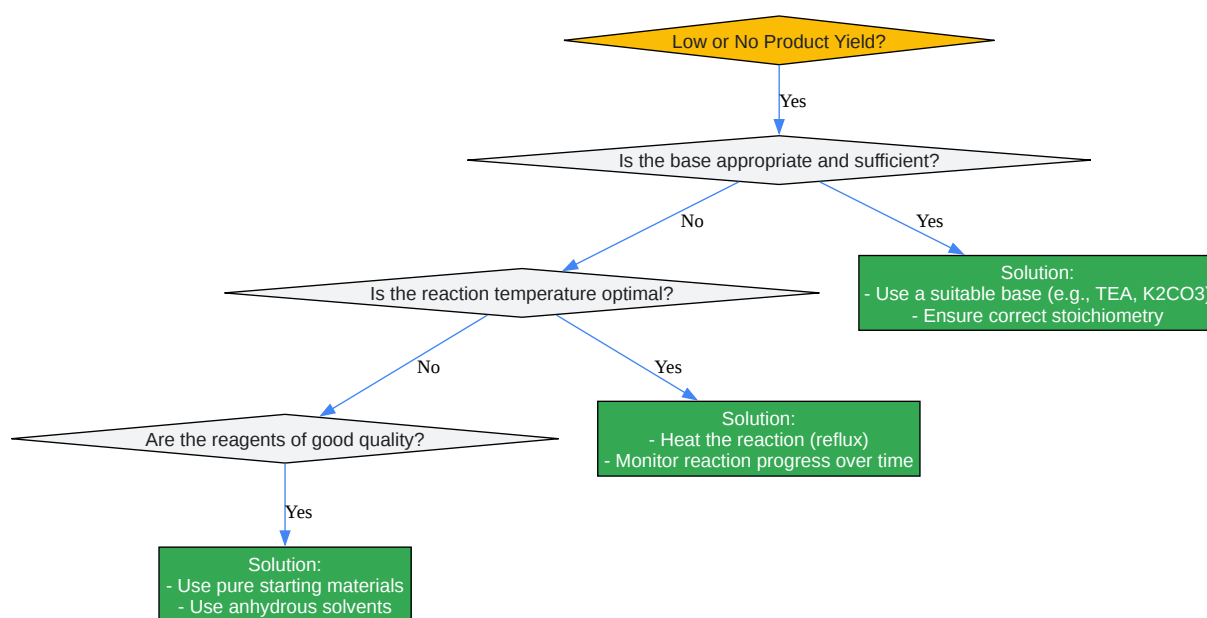 Low or No Product Yield?
Yes
Is the base appropriate and sufficient?
No
Yes
Solution:
- Use a suitable base (e.g., TEA, K2CO3)
- Ensure correct stoichiometry
Is the reaction temperature optimal?
No
Yes
Solution:
- Heat the reaction (reflux)
- Monitor reaction progress over time
Are the reagents of good quality?
Yes
Solution:
- Use pure starting materials
- Use anhydrous solvents